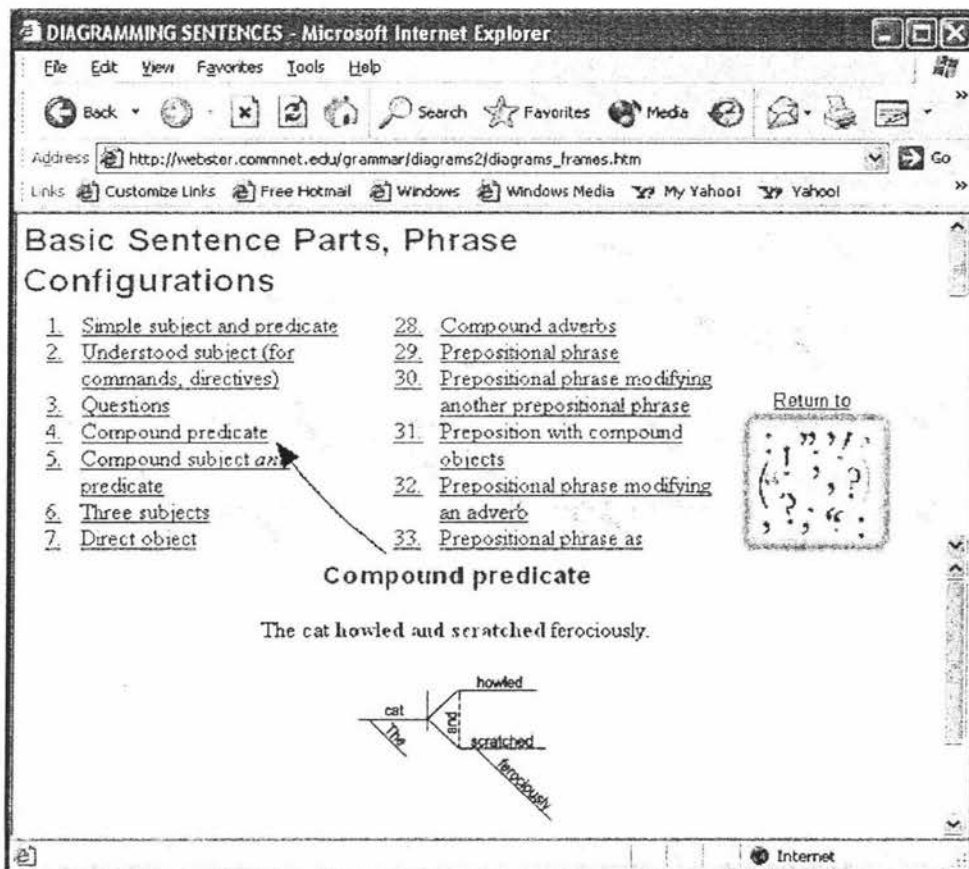 DIAGRAMMING SENTENCES - Microsoft Internet Explorer
File Edit View Favorites Tools Help
Back Search Favorites Media
Address http://webster.commnet.edu/grammar/diagrams2/diagrams_frames.htm Go
Links Customize Links Free Hotmail Windows Windows Media My Yahoo! Yahoo!
Basic Sentence Parts, Phrase
Configurations
1. Simple subject and predicate
2. Understood subject (for
commands, directives)
3. Questions
4. Compound predicate
5. Compound subject and
predicate
6. Three subjects
7. Direct object
28. Compound adverbs
29. Prepositional phrase
30. Prepositional phrase modifying
another prepositional phrase
31. Preposition with compound
objects
32. Prepositional phrase modifying
an adverb
33. Prepositional phrase as
Return to
Compound predicate
The cat howled and scratched ferociously.
howled
cat
The
and
scratched
ferociously
Internet